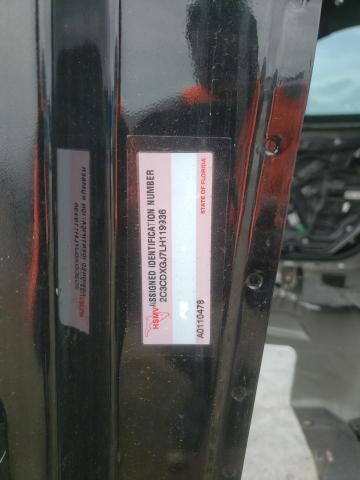 HSMV ASSIGNED IDENTIFICATION NUMBER
2C3CDXGJ7LH119936
A0110478
STATE OF FLORIDA